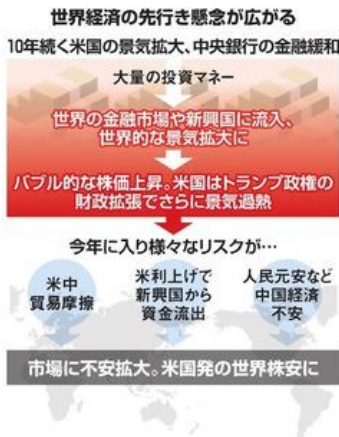 世界経済の先行き懸念が広がる
10年続く米国の景気拡大、中央銀行の金融緩和
大量の投資マネー
世界の金融市場や新興国に流入、
世界的な景気拡大に
バブル的な株価上昇。米国はトランプ政権の
財政拡張でさらに景気過熱
今年に入り様々なリスクが…
米中
貿易摩擦
米利上げで
新興国から
資金流出
人民元安など
中国経済
不安
市場に不安拡大。米国発の世界株安に